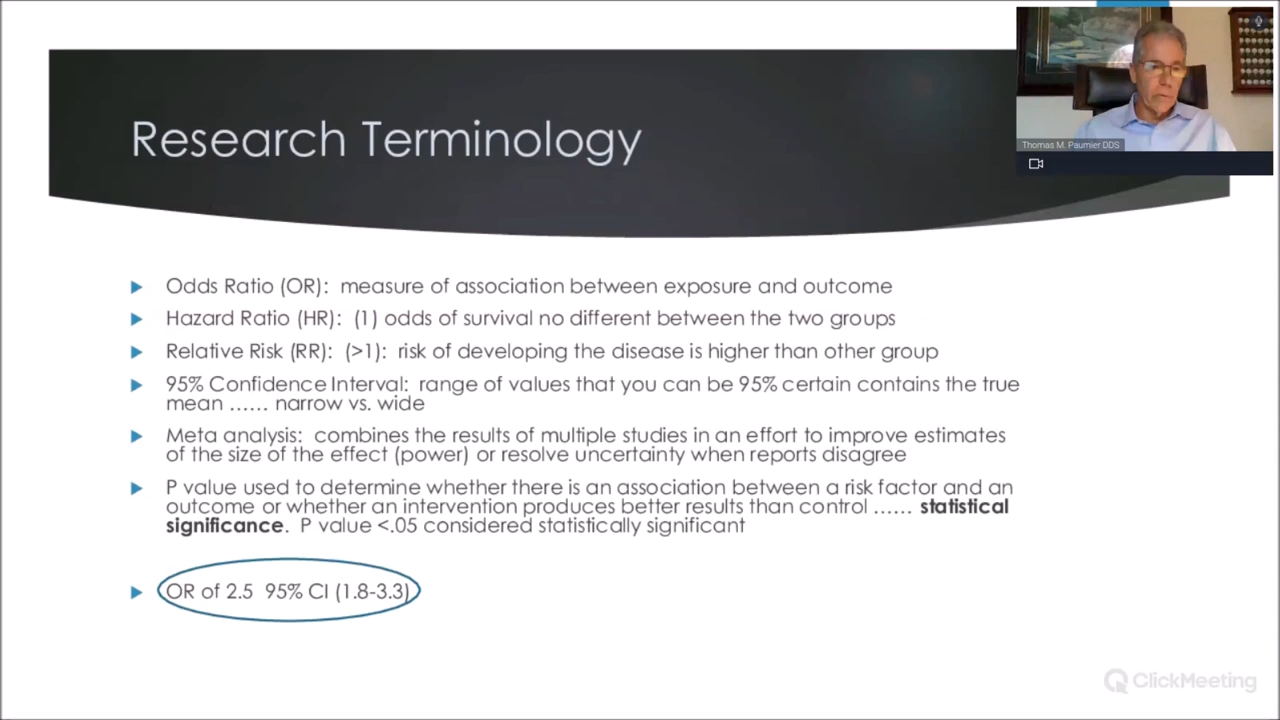 Research Terminology
Thomas M. Paumier DDS
Odds Ratio (OR): measure of association between exposure and outcome
Hazard Ratio (HR): (1) odds of survival no different between the two groups
Relative Risk (RR): (>1): risk of developing the disease is higher than other group
95% Confidence Interval: range of values that you can be 95% certain contains the true
mean ...... narrow vs. wide
Meta analysis: combines the results of multiple studies in an effort to improve estimates
of the size of the effect (power) or resolve uncertainty when reports disagree
P value used to determine whether there is an association between a risk factor and an
outcome or whether an intervention produces better results than control ...... statistical
significance. P value <.05 considered statistically significant
OR of 2.5 95% CI (1.8-3.3)
ClickMeeting